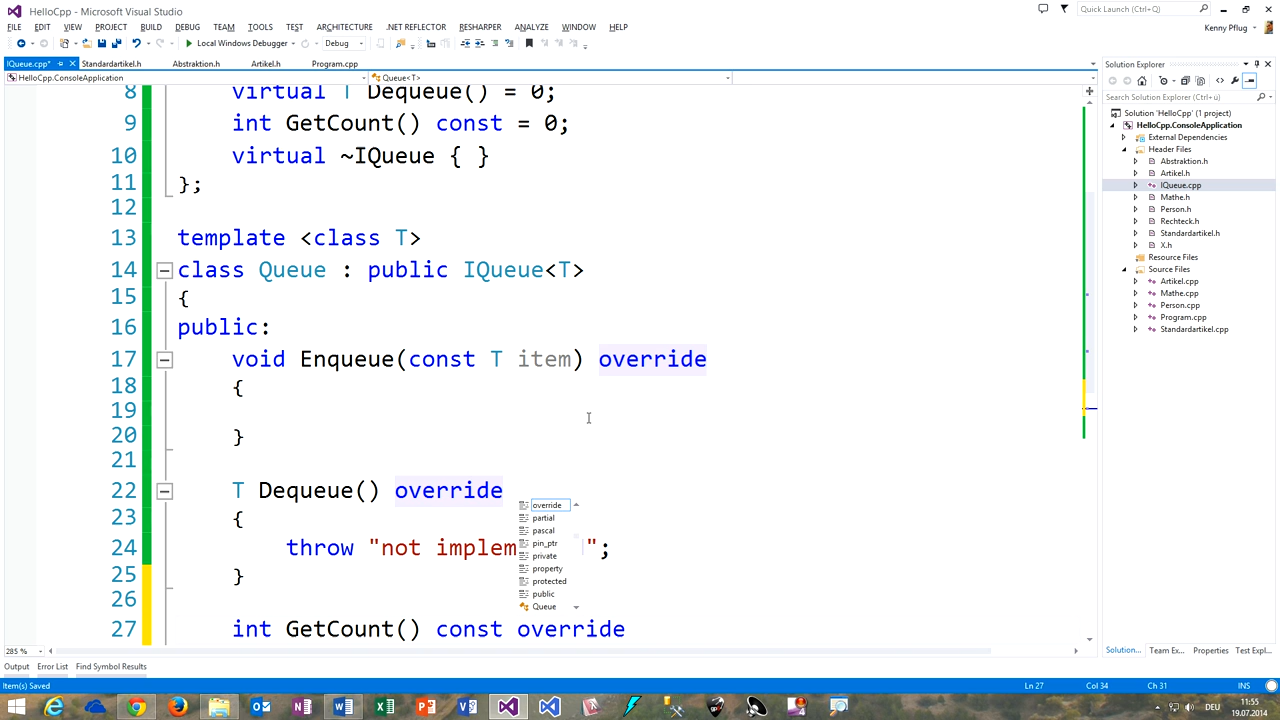 HelloCpp - Microsoft Visual Studio
Quick Launch (Ctrl+Q)
FILE EDIT VIEW PROJECT BUILD DEBUG TEAM TOOLS TEST ARCHITECTURE .NET REFLECTOR RESHARPER ANALYZE WINDOW HELP
Kenny Pflug
Local Windows Debugger Debug
IQueue.cpp* Standardartikel.h Abstraktion.h Artikel.h Program.cpp
HelloCpp.ConsoleApplication Queue<T>
8 virtual T Dequeue() = 0;
9 int GetCount() const = 0;
10 virtual ~IQueue { }
11 };
12
13 template <class T>
14 class Queue : public IQueue<T>
15 {
16 public:
17 void Enqueue(const T item) override
18 {
19
20 }
21
22 T Dequeue() override
23 {
24 throw "not implem ";
25 }
26
27 int GetCount() const override
override
partial
pascal
pin_ptr
private
property
protected
public
Queue
285 %
Output Error List Find Symbol Results
Solution Explorer
Search Solution Explorer (Ctrl+ü)
Solution 'HelloCpp' (1 project)
HelloCpp.ConsoleApplication
External Dependencies
Header Files
Abstraktion.h
Artikel.h
IQueue.cpp
Mathe.h
Person.h
Rechteck.h
Standardartikel.h
X.h
Resource Files
Source Files
Artikel.cpp
Mathe.cpp
Person.cpp
Program.cpp
Standardartikel.cpp
Solution... Team Ex... Properties Test Expl...
Item(s) Saved Ln 27 Col 34 Ch 31 INS
DEU
11:55
19.07.2014